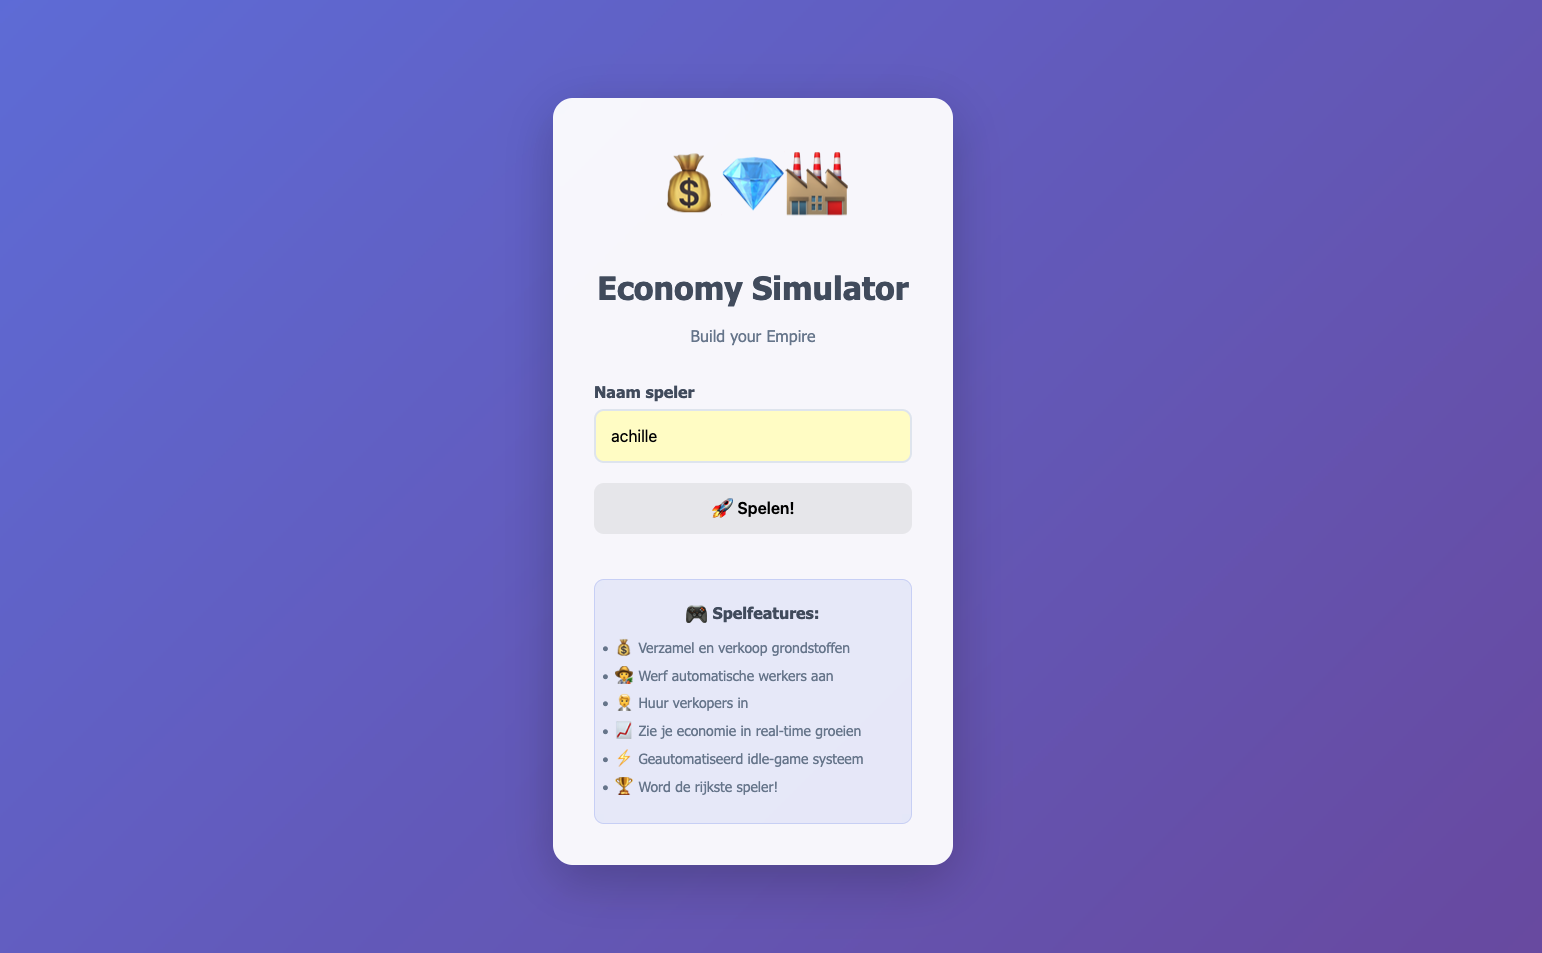 Economy Simulator
Build your Empire
Naam speler
achille
🚀 Spelen!
🎮 Spelfeatures:
• 💰 Verzamel en verkoop grondstoffen
• 🧑‍🌾 Werf automatische werkers aan
• 🤵 Huur verkopers in
• 📈 Zie je economie in real-time groeien
• ⚡ Geautomatiseerd idle-game systeem
• 🏆 Word de rijkste speler!